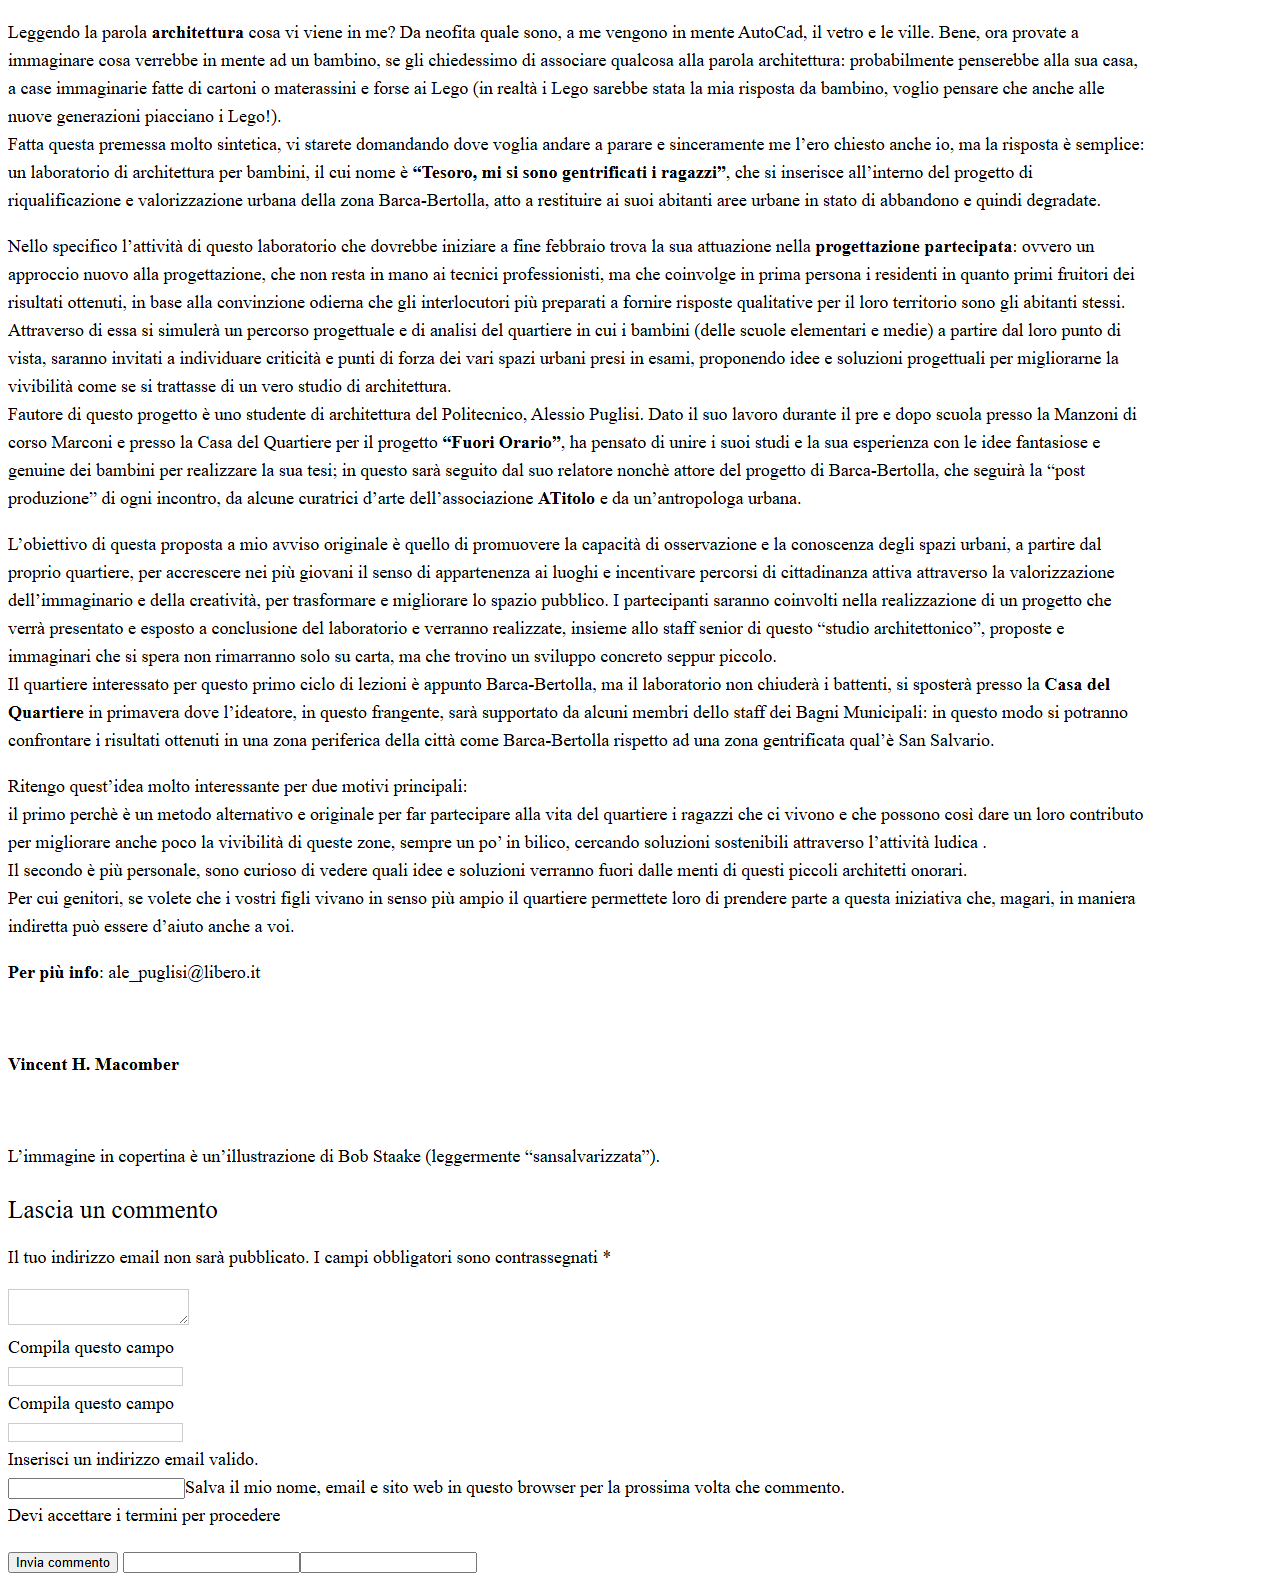 Leggendo la parola architettura cosa vi viene in me? Da neofita quale sono, a me vengono in mente AutoCad, il vetro e le ville. Bene, ora provate a
immaginare cosa verrebbe in mente ad un bambino, se gli chiedessimo di associare qualcosa alla parola architettura: probabilmente penserebbe alla sua casa,
a case immaginarie fatte di cartoni o materassini e forse ai Lego (in realtà i Lego sarebbe stata la mia risposta da bambino, voglio pensare che anche alle
nuove generazioni piacciano i Lego!).
Fatta questa premessa molto sintetica, vi starete domandando dove voglia andare a parare e sinceramente me l’ero chiesto anche io, ma la risposta è semplice:
un laboratorio di architettura per bambini, il cui nome è “Tesoro, mi si sono gentrificati i ragazzi”, che si inserisce all’interno del progetto di
riqualificazione e valorizzazione urbana della zona Barca-Bertolla, atto a restituire ai suoi abitanti aree urbane in stato di abbandono e quindi degradate.
Nello specifico l’attività di questo laboratorio che dovrebbe iniziare a fine febbraio trova la sua attuazione nella progettazione partecipata: ovvero un
approccio nuovo alla progettazione, che non resta in mano ai tecnici professionisti, ma che coinvolge in prima persona i residenti in quanto primi fruitori dei
risultati ottenuti, in base alla convinzione odierna che gli interlocutori più preparati a fornire risposte qualitative per il loro territorio sono gli abitanti stessi.
Attraverso di essa si simulerà un percorso progettuale e di analisi del quartiere in cui i bambini (delle scuole elementari e medie) a partire dal loro punto di
vista, saranno invitati a individuare criticità e punti di forza dei vari spazi urbani presi in esami, proponendo idee e soluzioni progettuali per migliorarne la
vivibilità come se si trattasse di un vero studio di architettura.
Fautore di questo progetto è uno studente di architettura del Politecnico, Alessio Puglisi. Dato il suo lavoro durante il pre e dopo scuola presso la Manzoni di
corso Marconi e presso la Casa del Quartiere per il progetto “Fuori Orario”, ha pensato di unire i suoi studi e la sua esperienza con le idee fantasiose e
genuine dei bambini per realizzare la sua tesi; in questo sarà seguito dal suo relatore nonchè attore del progetto di Barca-Bertolla, che seguirà la “post
produzione” di ogni incontro, da alcune curatrici d’arte dell’associazione ATitolo e da un’antropologa urbana.
L’obiettivo di questa proposta a mio avviso originale è quello di promuovere la capacità di osservazione e la conoscenza degli spazi urbani, a partire dal
proprio quartiere, per accrescere nei più giovani il senso di appartenenza ai luoghi e incentivare percorsi di cittadinanza attiva attraverso la valorizzazione
dell’immaginario e della creatività, per trasformare e migliorare lo spazio pubblico. I partecipanti saranno coinvolti nella realizzazione di un progetto che
verrà presentato e esposto a conclusione del laboratorio e verranno realizzate, insieme allo staff senior di questo “studio architettonico”, proposte e
immaginari che si spera non rimarranno solo su carta, ma che trovino un sviluppo concreto seppur piccolo.
Il quartiere interessato per questo primo ciclo di lezioni è appunto Barca-Bertolla, ma il laboratorio non chiuderà i battenti, si sposterà presso la Casa del
Quartiere in primavera dove l’ideatore, in questo frangente, sarà supportato da alcuni membri dello staff dei Bagni Municipali: in questo modo si potranno
confrontare i risultati ottenuti in una zona periferica della città come Barca-Bertolla rispetto ad una zona gentrificata qual’è San Salvario.
Ritengo quest’idea molto interessante per due motivi principali:
il primo perchè è un metodo alternativo e originale per far partecipare alla vita del quartiere i ragazzi che ci vivono e che possono così dare un loro contributo
per migliorare anche poco la vivibilità di queste zone, sempre un po’ in bilico, cercando soluzioni sostenibili attraverso l’attività ludica .
Il secondo è più personale, sono curioso di vedere quali idee e soluzioni verranno fuori dalle menti di questi piccoli architetti onorari.
Per cui genitori, se volete che i vostri figli vivano in senso più ampio il quartiere permettete loro di prendere parte a questa iniziativa che, magari, in maniera
indiretta può essere d’aiuto anche a voi.
Per più info: ale_puglisi@libero.it
Vincent H. Macomber
L’immagine in copertina è un’illustrazione di Bob Staake (leggermente “sansalvarizzata”).
Lascia un commento
Il tuo indirizzo email non sarà pubblicato. I campi obbligatori sono contrassegnati *
Compila questo campo
Compila questo campo
Inserisci un indirizzo email valido.
Salva il mio nome, email e sito web in questo browser per la prossima volta che commento.
Devi accettare i termini per procedere
Invia commento